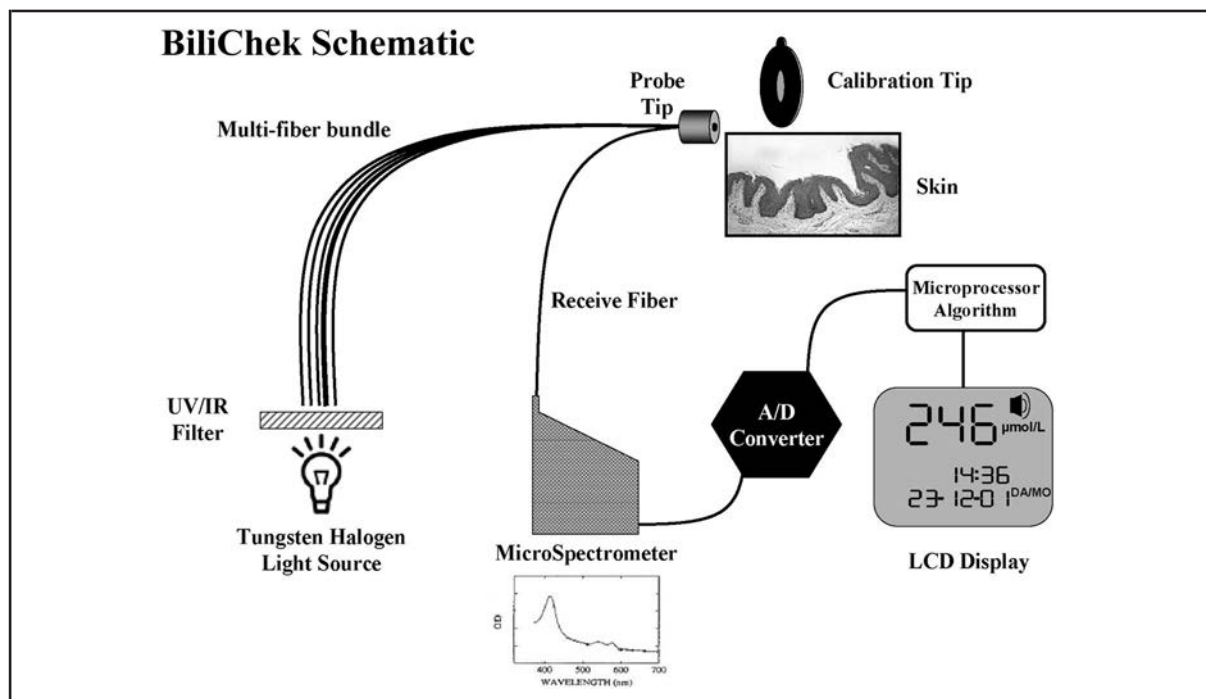 BiliChek Schematic
Probe
Tip
Calibration Tip
Multi-fiber bundle
Skin
Receive Fiber
Microprocessor
Algorithm
UV/IR
Filter
A/D
Converter
246
µmol/L
14:36
23-12-01 DA/MO
Tungsten Halogen
Light Source
MicroSpectrometer
LCD Display
OD
400 500 600 700
WAVELENGTH (nm)